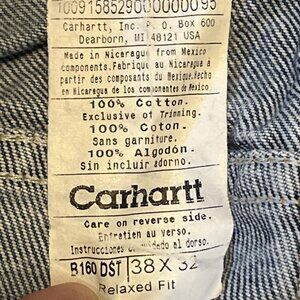 Carhartt, Inc. P.O. Box 600
Dearborn, MI 48121 USA
Made in Nicaragua from Mexico
components. Fabriqué au Nicaragua à
partir des composants du Mexique. Hecho
en Nicaragua de los componentes de México
100% Cotton.
Exclusive of Trimming.
100% Coton.
Sans garniture.
100% Algodón.
Sin incluir adorno.
Carhartt
Care on reverse side.
Entretien au verso.
Instrucciones al dorso.
B160 DST 38 X 32
Relaxed Fit